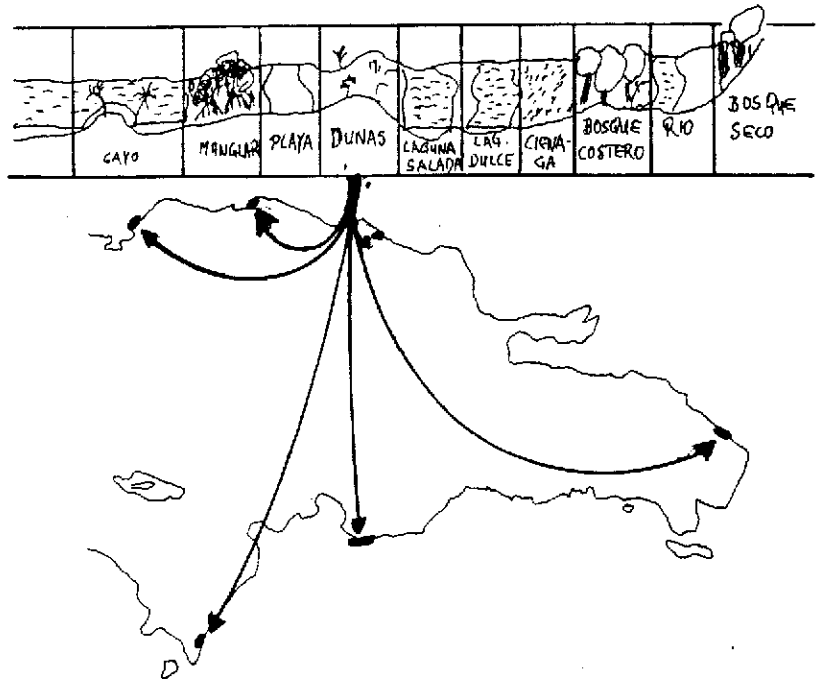 CAYO
MANGLAR
PLAYA
DUNAS
LAGUNA
SALADA
LAG.
DULCE
CIENA-
GA
BOSQUE
COSTERO
RIO
BOSQUE
SECO